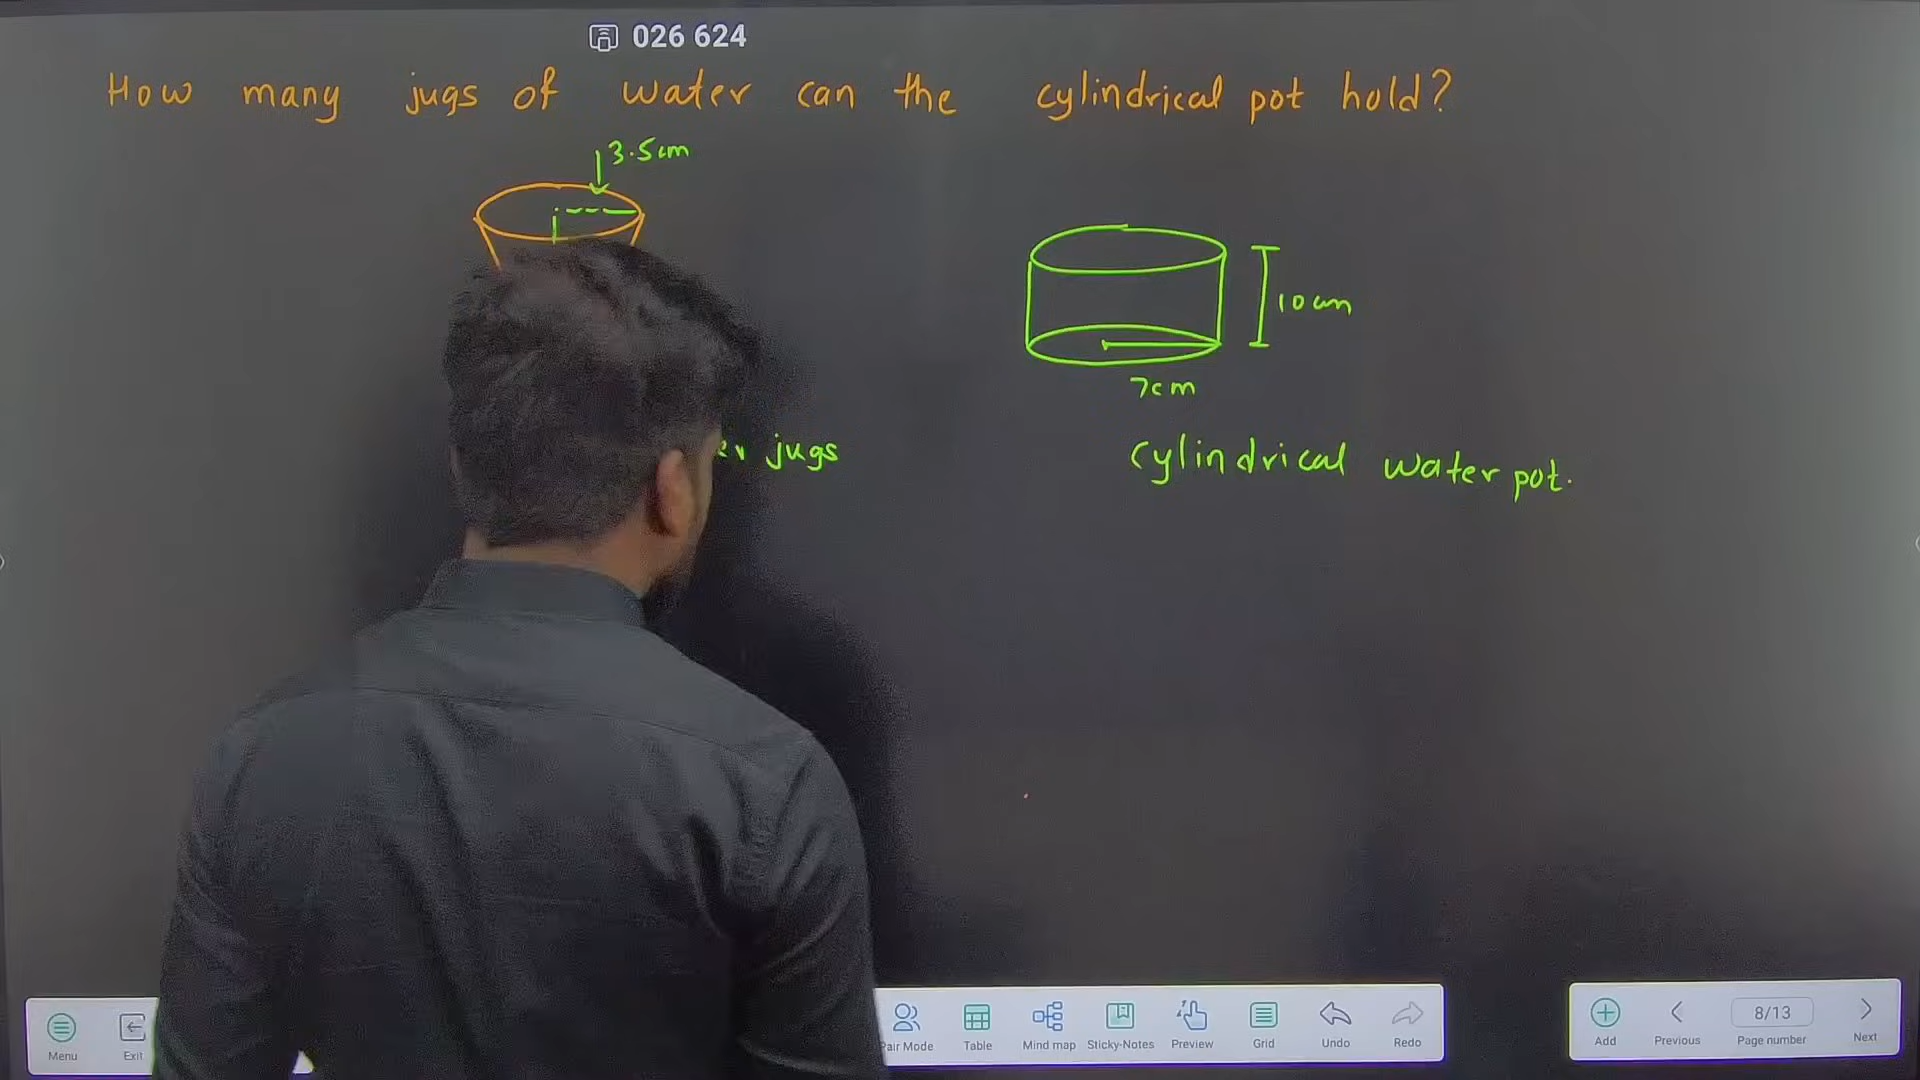 026 624
How many jugs of water can the cylindrical pot hold?
3.5cm
10cm
7cm
jugs
cylindrical water pot.
Menu
Exit
Pair Mode
Table
Mind map
Sticky-Notes
Preview
Grid
Undo
Redo
Add
Previous
8/13
Page number
Next